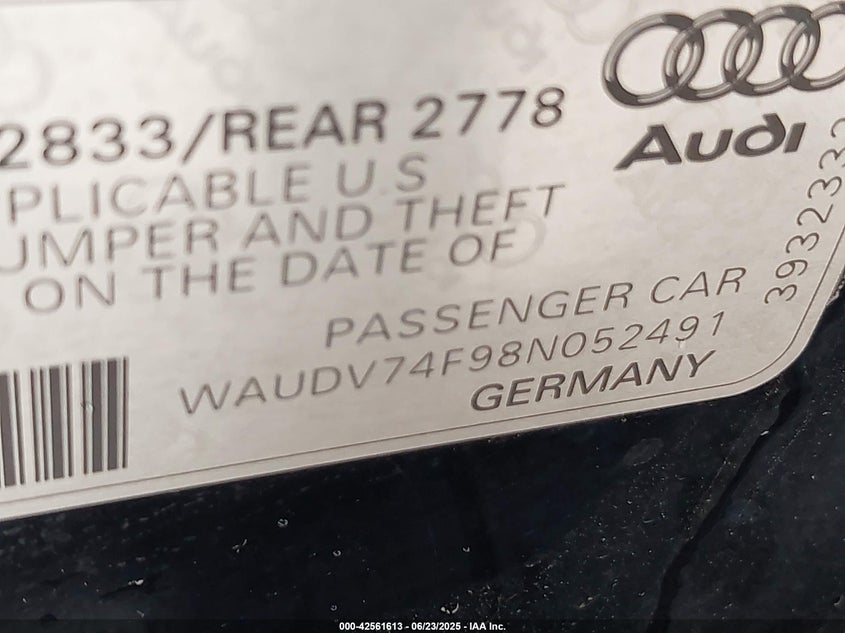 2833/REAR 2778
PLICABLE U.S
UMPER AND THEFT
ON THE DATE OF
PASSENGER CAR
WAUDV74F98N052491
GERMANY
Audi
000-42561613 - 06/23/2025 - IAA Inc.